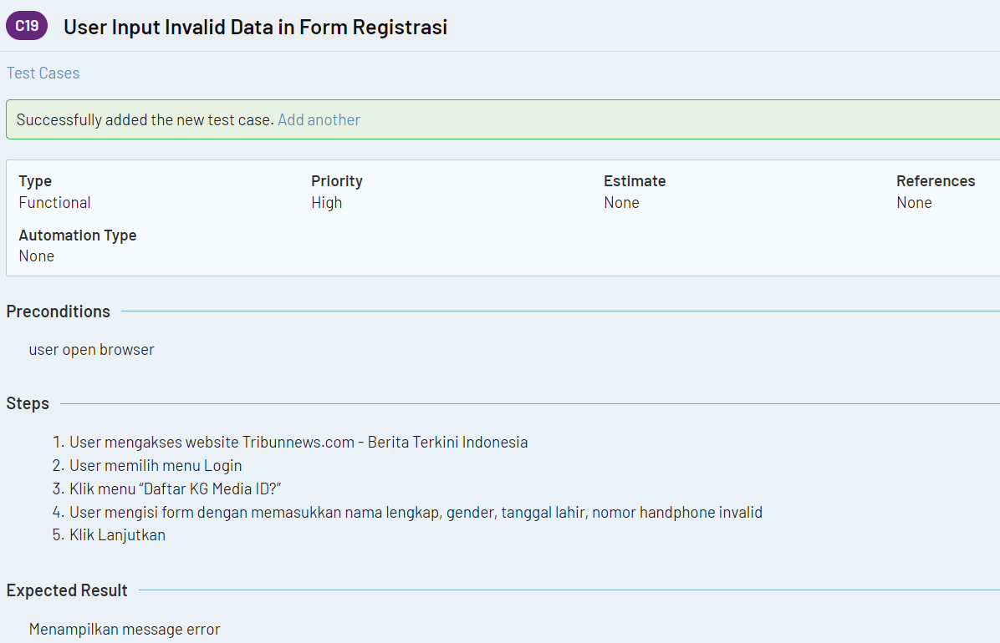 C19 User Input Invalid Data in Form Registrasi
Test Cases
Successfully added the new test case. Add another
Type Priority Estimate References
Functional High None None
Automation Type
None
Preconditions
user open browser
Steps
1. User mengakses website Tribunnews.com - Berita Terkini Indonesia
2. User memilih menu Login
3. Klik menu “Daftar KG Media ID?”
4. User mengisi form dengan memasukkan nama lengkap, gender, tanggal lahir, nomor handphone invalid
5. Klik Lanjutkan
Expected Result
Menampilkan message error